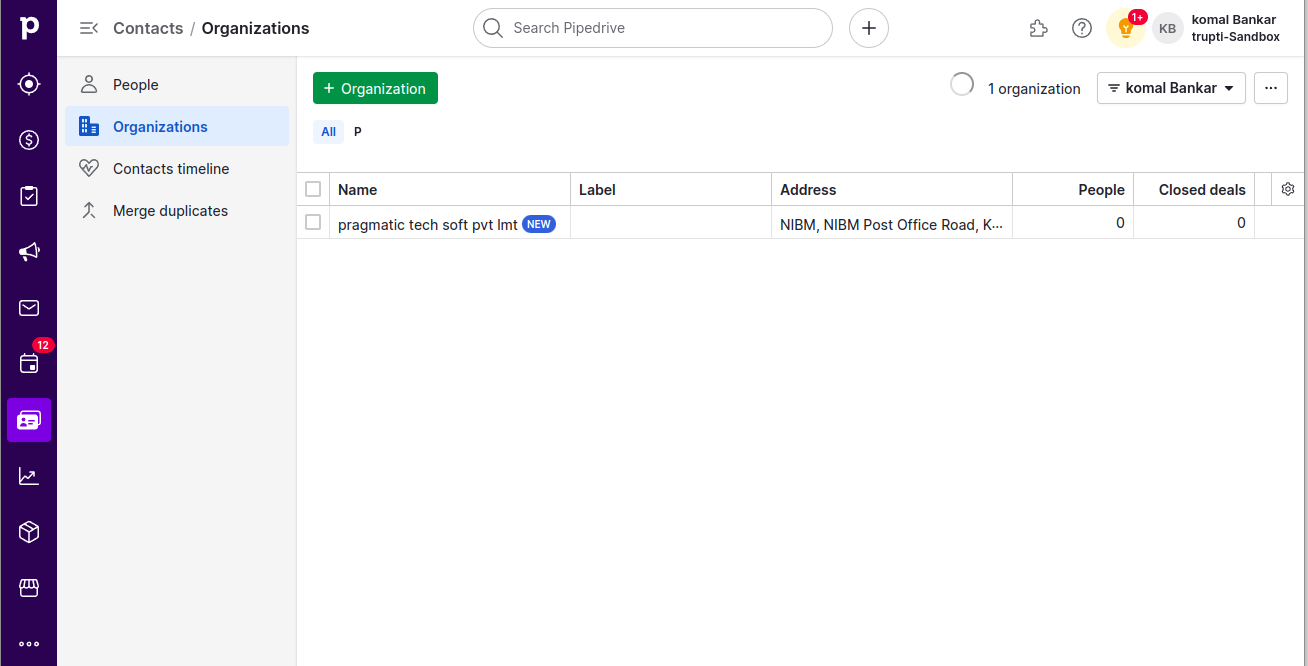 p
Contacts / Organizations
Search Pipedrive
1+
KB
komal Bankar
trupti-Sandbox
People
Organizations
Contacts timeline
Merge duplicates
12
+ Organization
1 organization
komal Bankar
All P
Name Label Address People Closed deals
pragmatic tech soft pvt lmt NEW NIBM, NIBM Post Office Road, K... 0 0